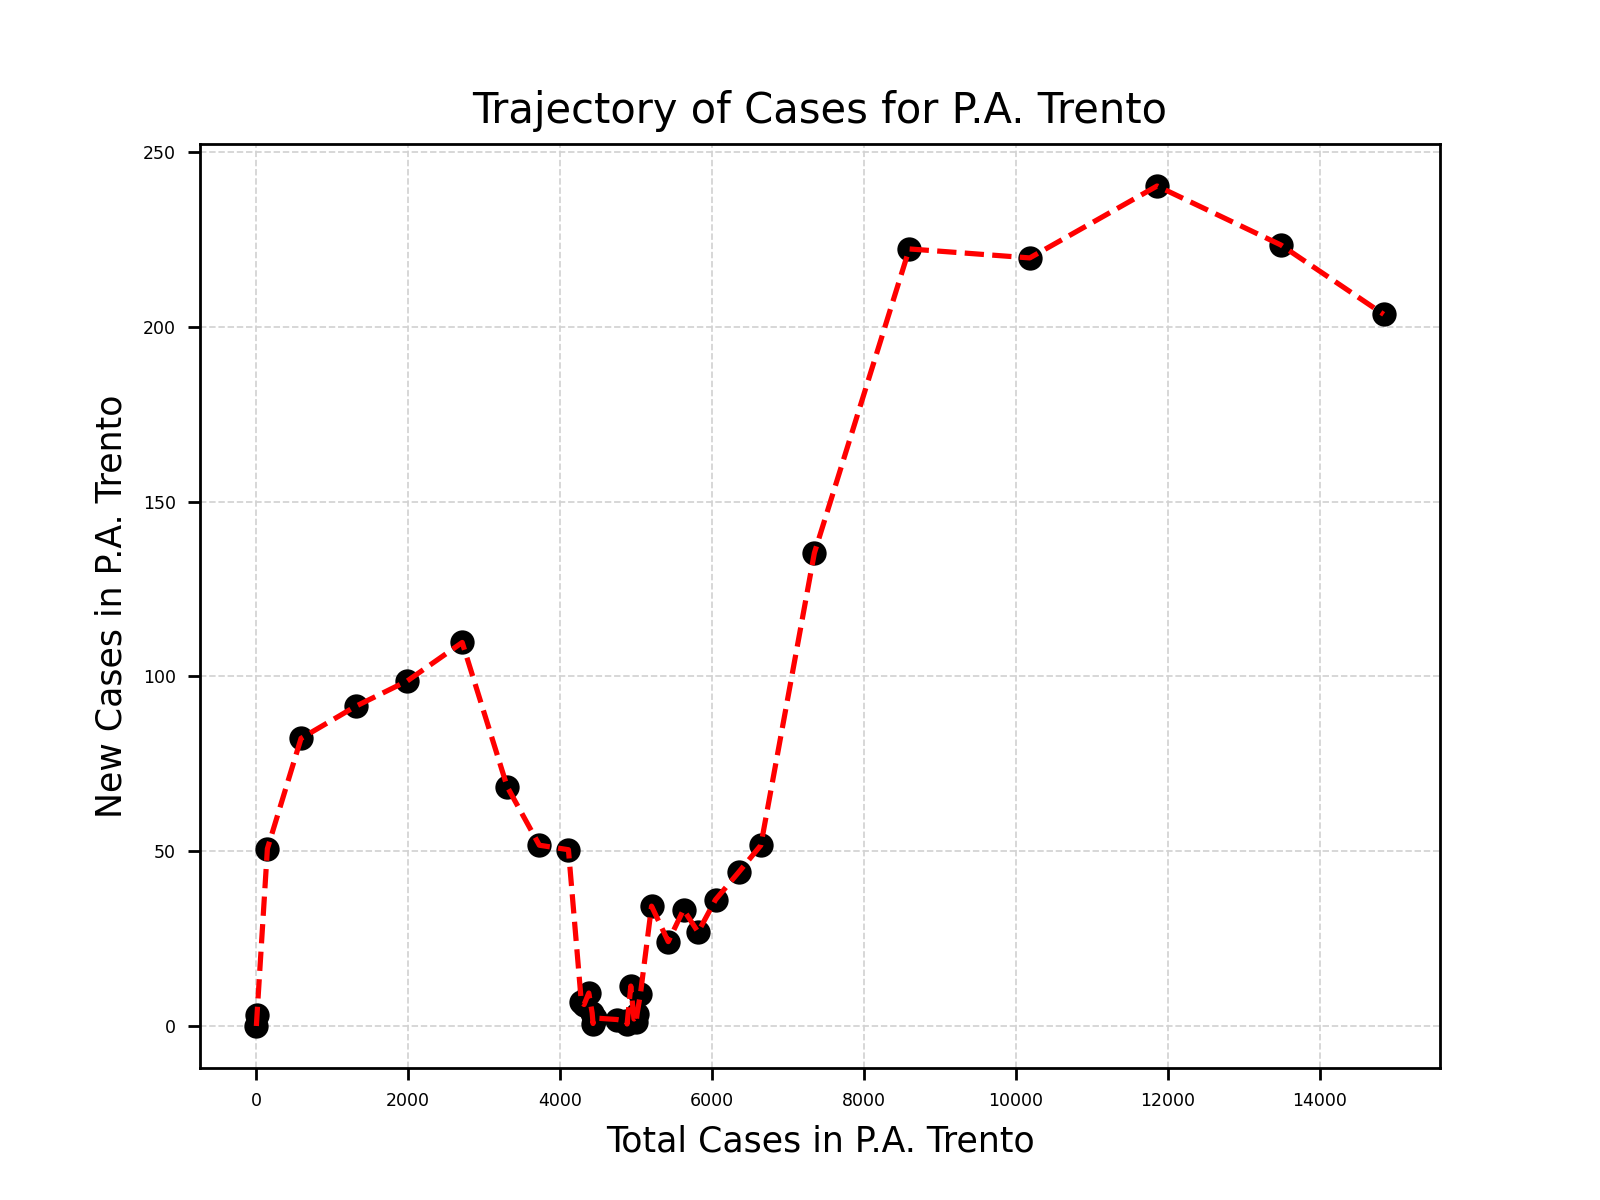 Trajectory of Cases for P.A. Trento
250
200
150
100
50
0
New Cases in P.A. Trento
0 2000 4000 6000 8000 10000 12000 14000
Total Cases in P.A. Trento